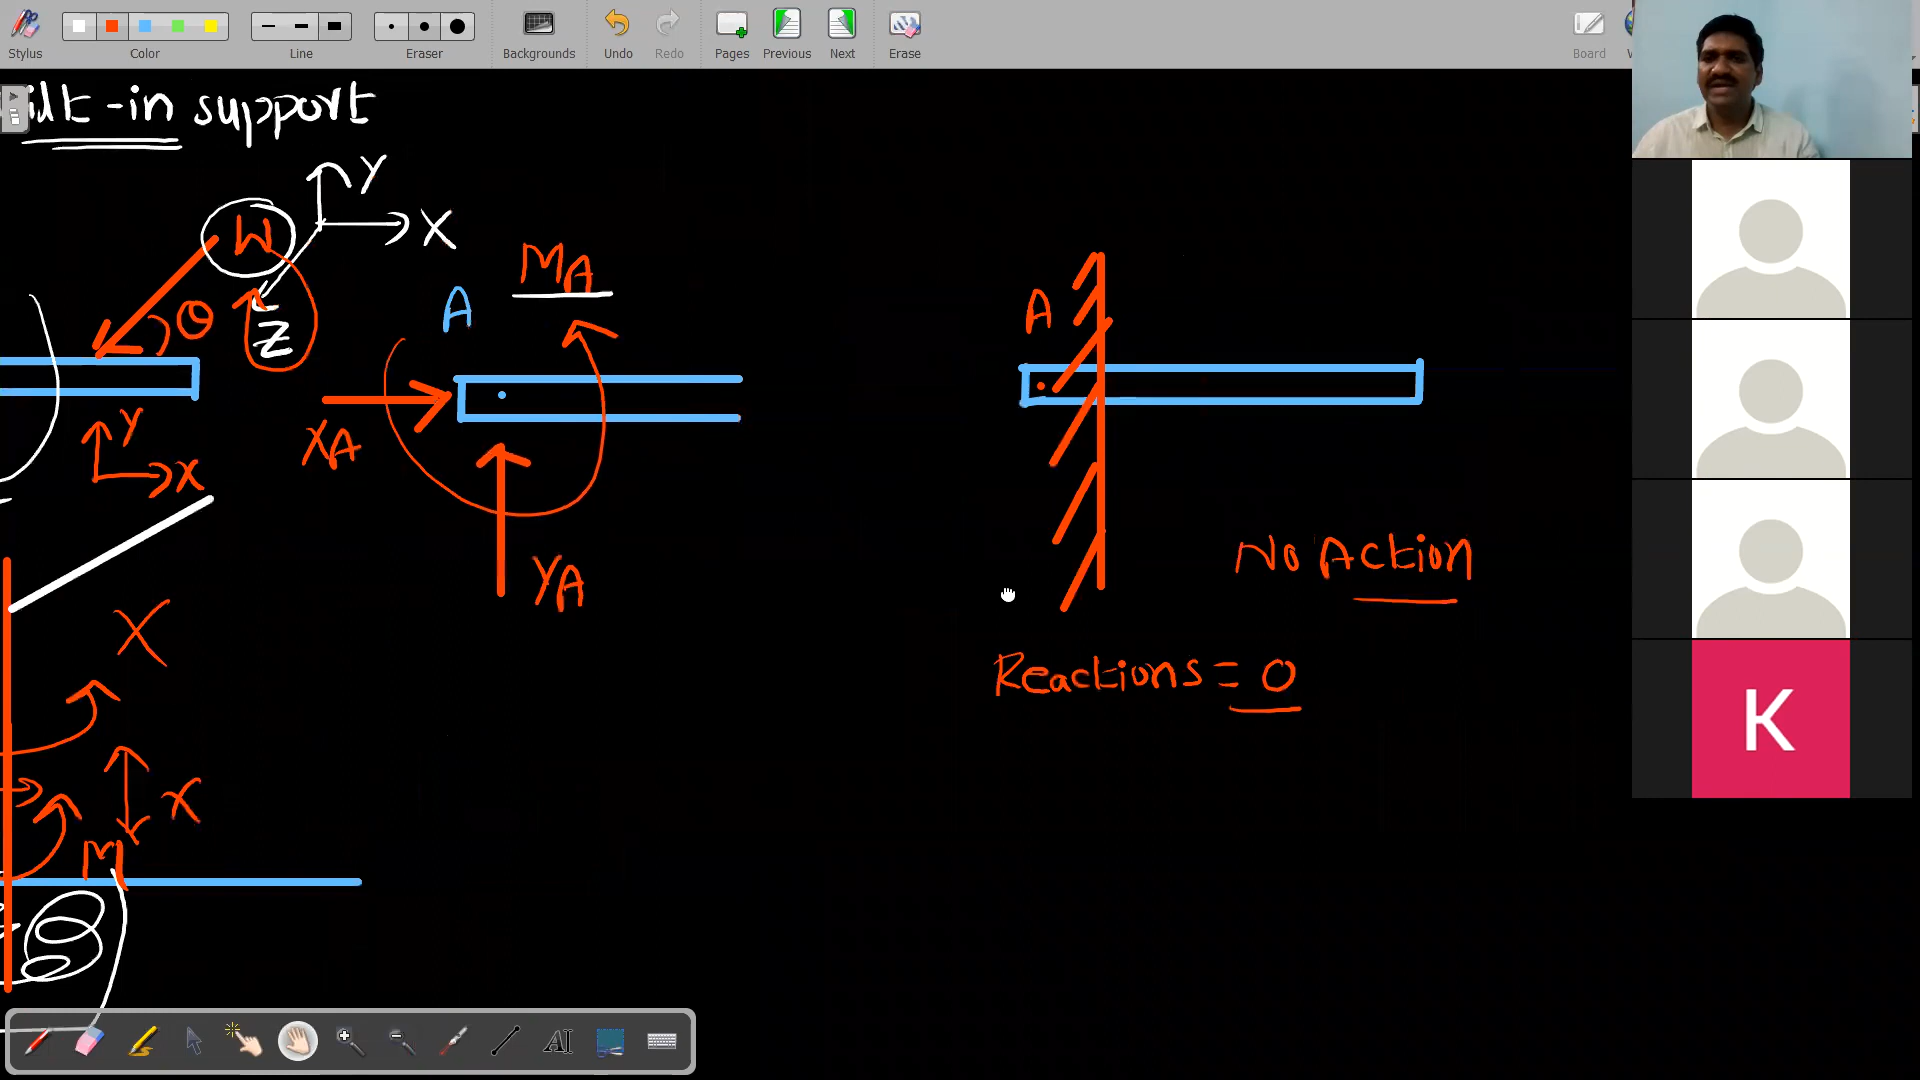 Stylus
Color
Line
Eraser
Backgrounds
Undo
Redo
Pages
Previous
Next
Erase
Board
ilt-in support
Y
X
W
θ
Z
MA
A
XA
YA
Y
X
X
X
M
A
No Action
Reactions = 0
K
AI